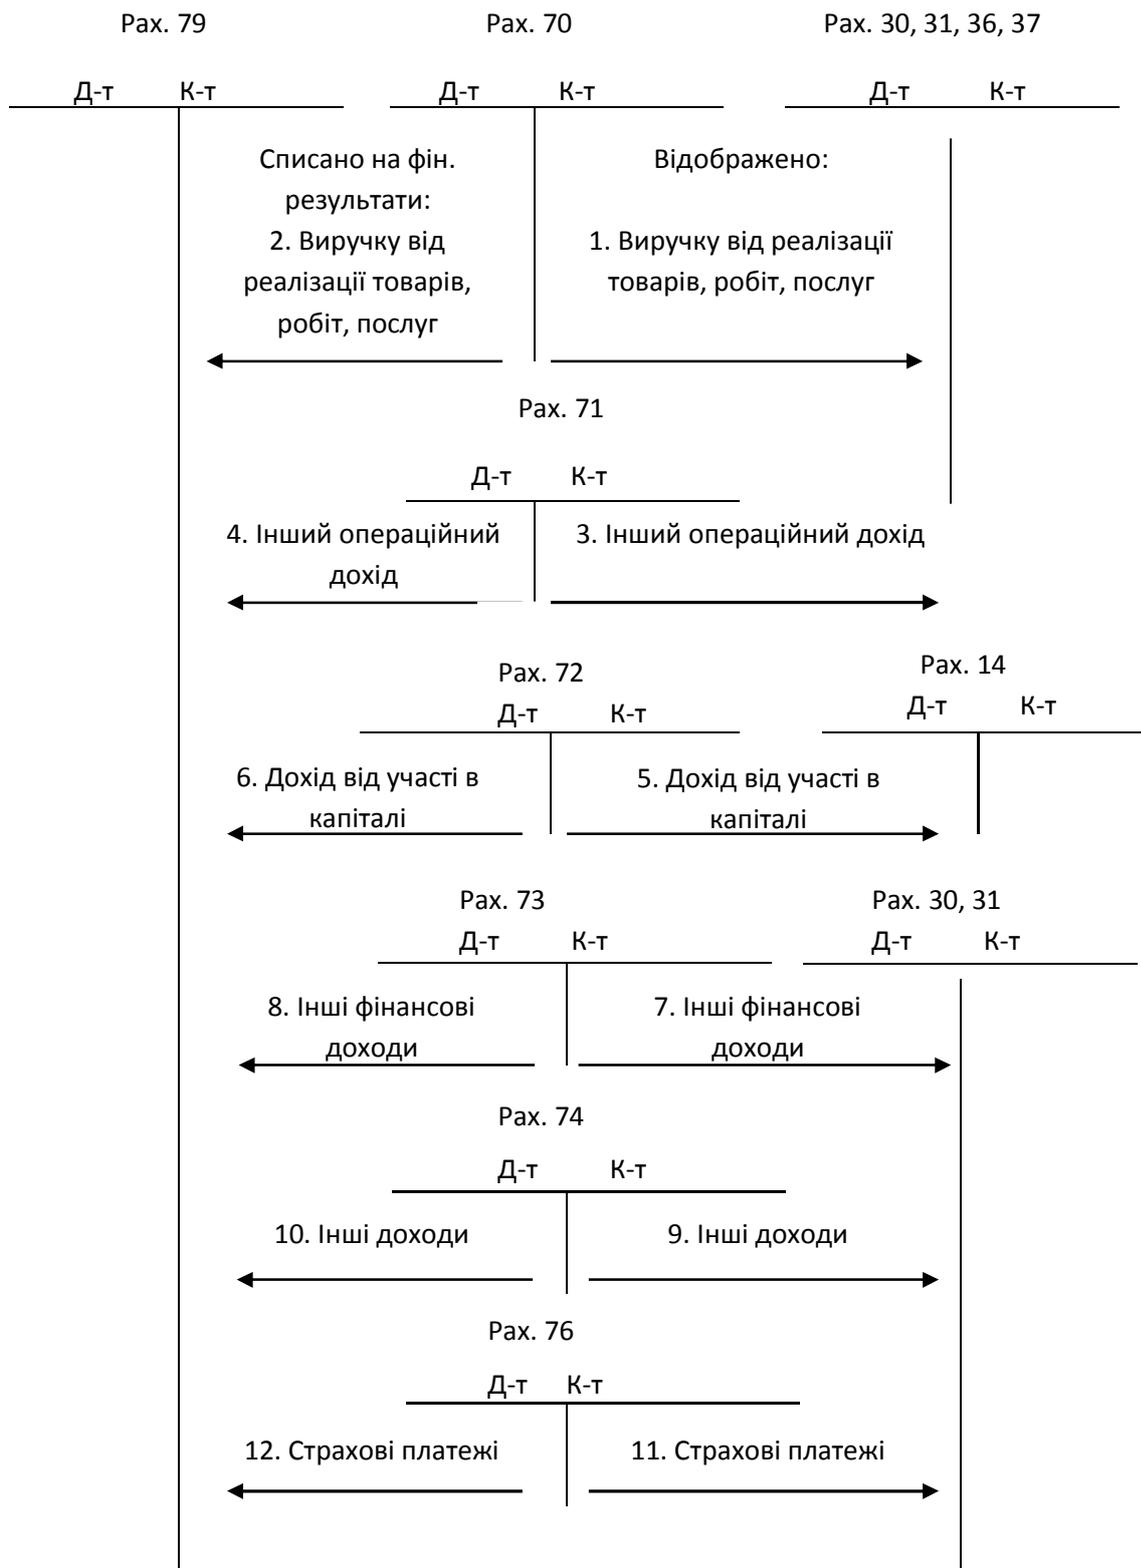 Рах. 79
Рах. 70
Рах. 30, 31, 36, 37
Д-т К-т
Д-т К-т
Д-т К-т
Списано на фін.
результати:
2. Виручку від
реалізації товарів,
робіт, послуг
Відображено:
1. Виручку від реалізації
товарів, робіт, послуг
Рах. 71
Д-т К-т
4. Інший операційний
дохід
3. Інший операційний дохід
Рах. 72
Д-т К-т
Рах. 14
Д-т К-т
6. Дохід від участі в
капіталі
5. Дохід від участі в
капіталі
Рах. 73
Д-т К-т
Рах. 30, 31
Д-т К-т
8. Інші фінансові
доходи
7. Інші фінансові
доходи
Рах. 74
Д-т К-т
10. Інші доходи
9. Інші доходи
Рах. 76
Д-т К-т
12. Страхові платежі
11. Страхові платежі